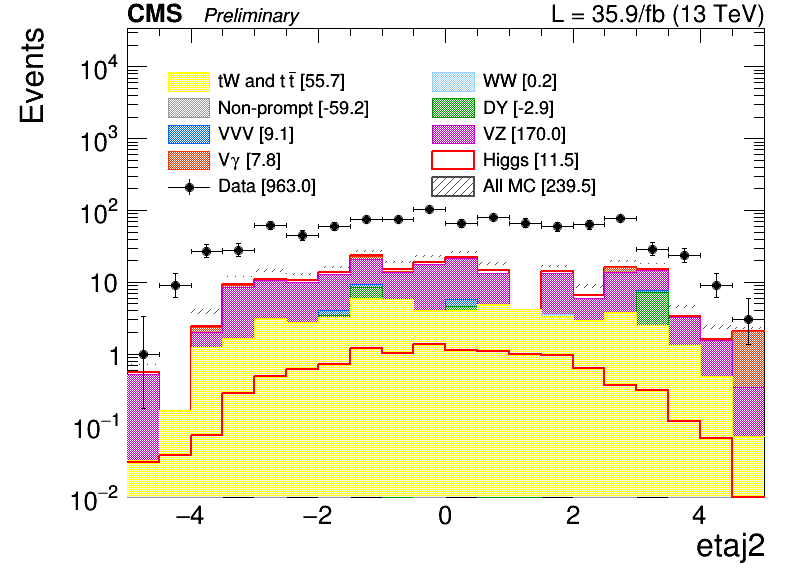 CMS Preliminary L = 35.9/fb (13 TeV)
Events
10⁴
10³
10²
10
1
10⁻¹
10⁻²
tW and t t̄ [55.7]
WW [0.2]
Non-prompt [-59.2]
DY [-2.9]
VVV [9.1]
VZ [170.0]
Vγ [7.8]
Higgs [11.5]
Data [963.0]
All MC [239.5]
−4 −2 0 2 4
etaj2